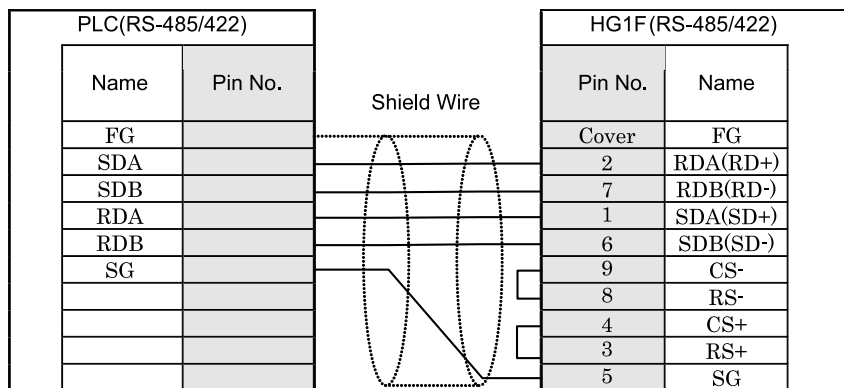 PLC(RS-485/422) HG1F(RS-485/422)
Name Pin No. Shield Wire Pin No. Name
FG Cover FG
SDA 2 RDA(RD+)
SDB 7 RDB(RD-)
RDA 1 SDA(SD+)
RDB 6 SDB(SD-)
SG 9 CS-
8 RS-
4 CS+
3 RS+
5 SG